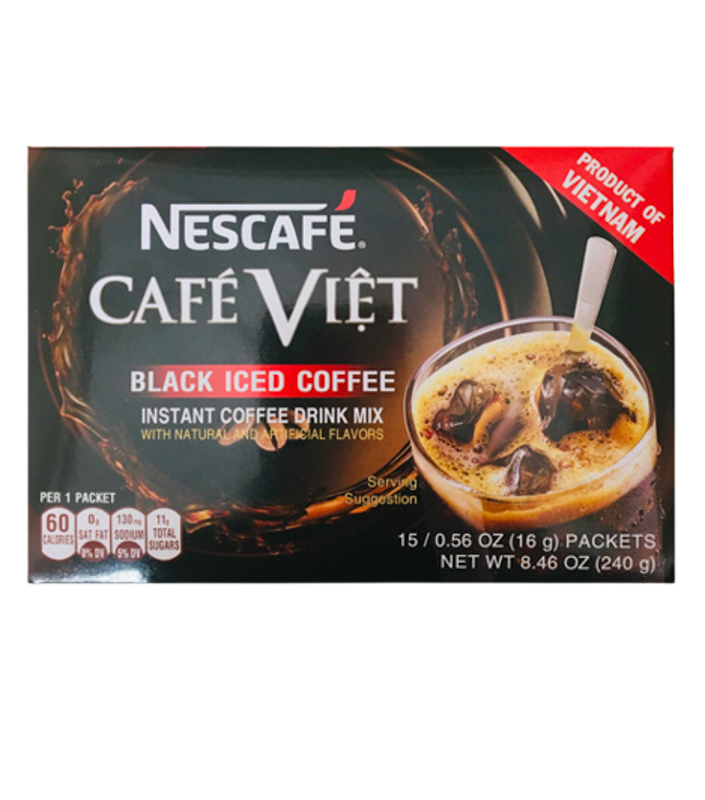 PRODUCT OF
VIETNAM
NESCAFÉ®
CAFÉ VIỆT
BLACK ICED COFFEE
INSTANT COFFEE DRINK MIX
WITH NATURAL AND ARTIFICIAL FLAVORS
Serving
Suggestion
PER 1 PACKET
60 CALORIES
0g SAT FAT 0% DV
130mg SODIUM 5% DV
11g TOTAL SUGARS
15 / 0.56 OZ (16 g) PACKETS
NET WT 8.46 OZ (240 g)